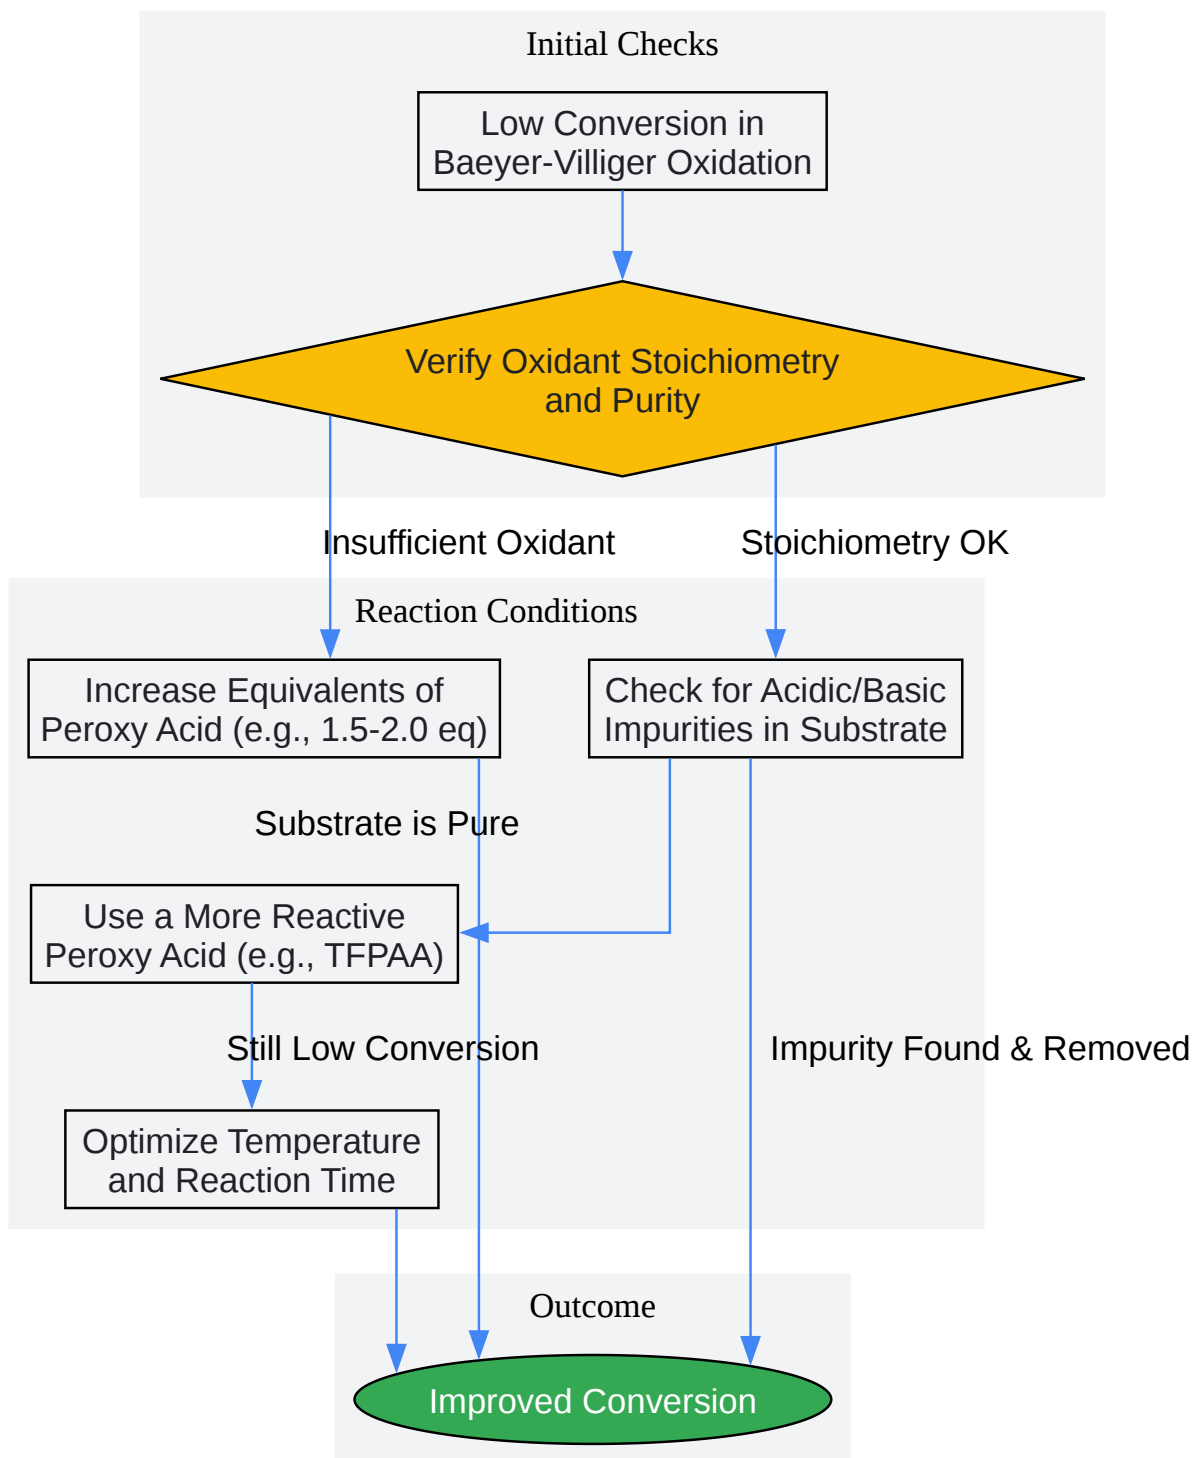 Initial Checks
Low Conversion in
Baeyer-Villiger Oxidation
Verify Oxidant Stoichiometry
and Purity
Insufficient Oxidant
Stoichiometry OK
Reaction Conditions
Increase Equivalents of
Peroxy Acid (e.g., 1.5-2.0 eq)
Check for Acidic/Basic
Impurities in Substrate
Substrate is Pure
Use a More Reactive
Peroxy Acid (e.g., TFPAA)
Still Low Conversion
Impurity Found & Removed
Optimize Temperature
and Reaction Time
Outcome
Improved Conversion